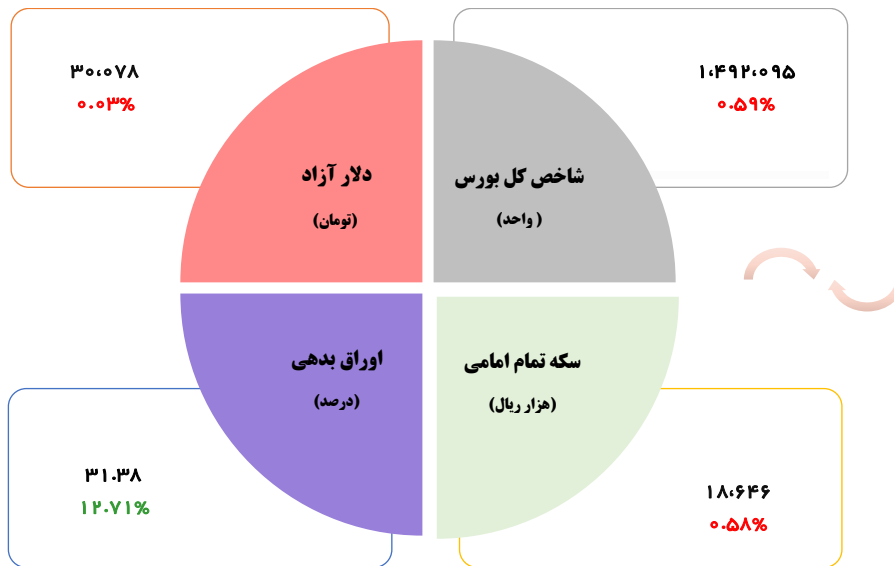 ۱،۴۹۲،۰۹۵
۰.۵۹%
شاخص کل بورس
( واحد)
۳۰،۰۷۸
۰.۰۳%
دلار آزاد
(تومان)
سکه تمام امامی
(هزار ریال)
۱۸،۶۴۶
۰.۵۸%
اوراق بدهی
(درصد)
۳۱.۳۸
۱۲.۷۱%